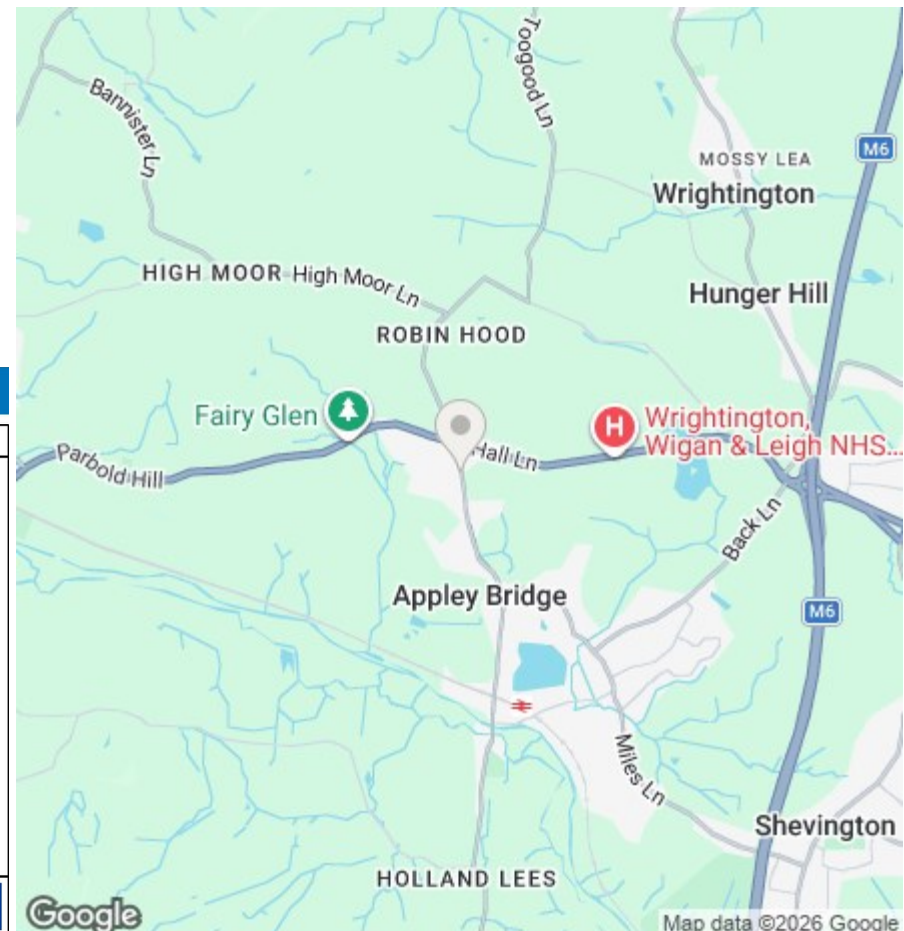 Toogood Ln
Bannister Ln
MOSSY LEA
M6
Wrightington
HIGH MOOR
High Moor Ln
Hunger Hill
ROBIN HOOD
Fairy Glen
H
Wrightington,
Wigan & Leigh NHS...
Hall Ln
Parbold Hill
Back Ln
Appley Bridge
M6
Miles Ln
Shevington
HOLLAND LEES
Google
Map data ©2026 Google